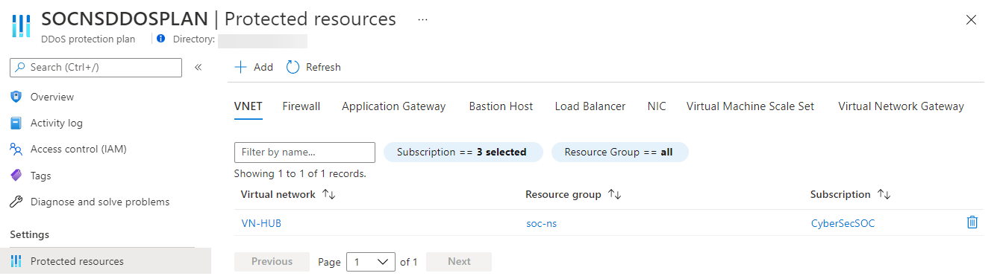 SOCNSDDOSPLAN | Protected resources ...
DDoS protection plan
Directory:
Search (Ctrl+/)
«
Overview
Activity log
Access control (IAM)
Tags
Diagnose and solve problems
Settings
Protected resources
Add Refresh
VNET Firewall Application Gateway Bastion Host Load Balancer NIC Virtual Machine Scale Set Virtual Network Gateway
Filter by name... Subscription == 3 selected Resource Group == all
Showing 1 to 1 of 1 records.
Virtual network ↑↓ Resource group ↑↓ Subscription ↑↓
VN-HUB soc-ns CyberSecSOC
Previous Page 1 of 1 Next